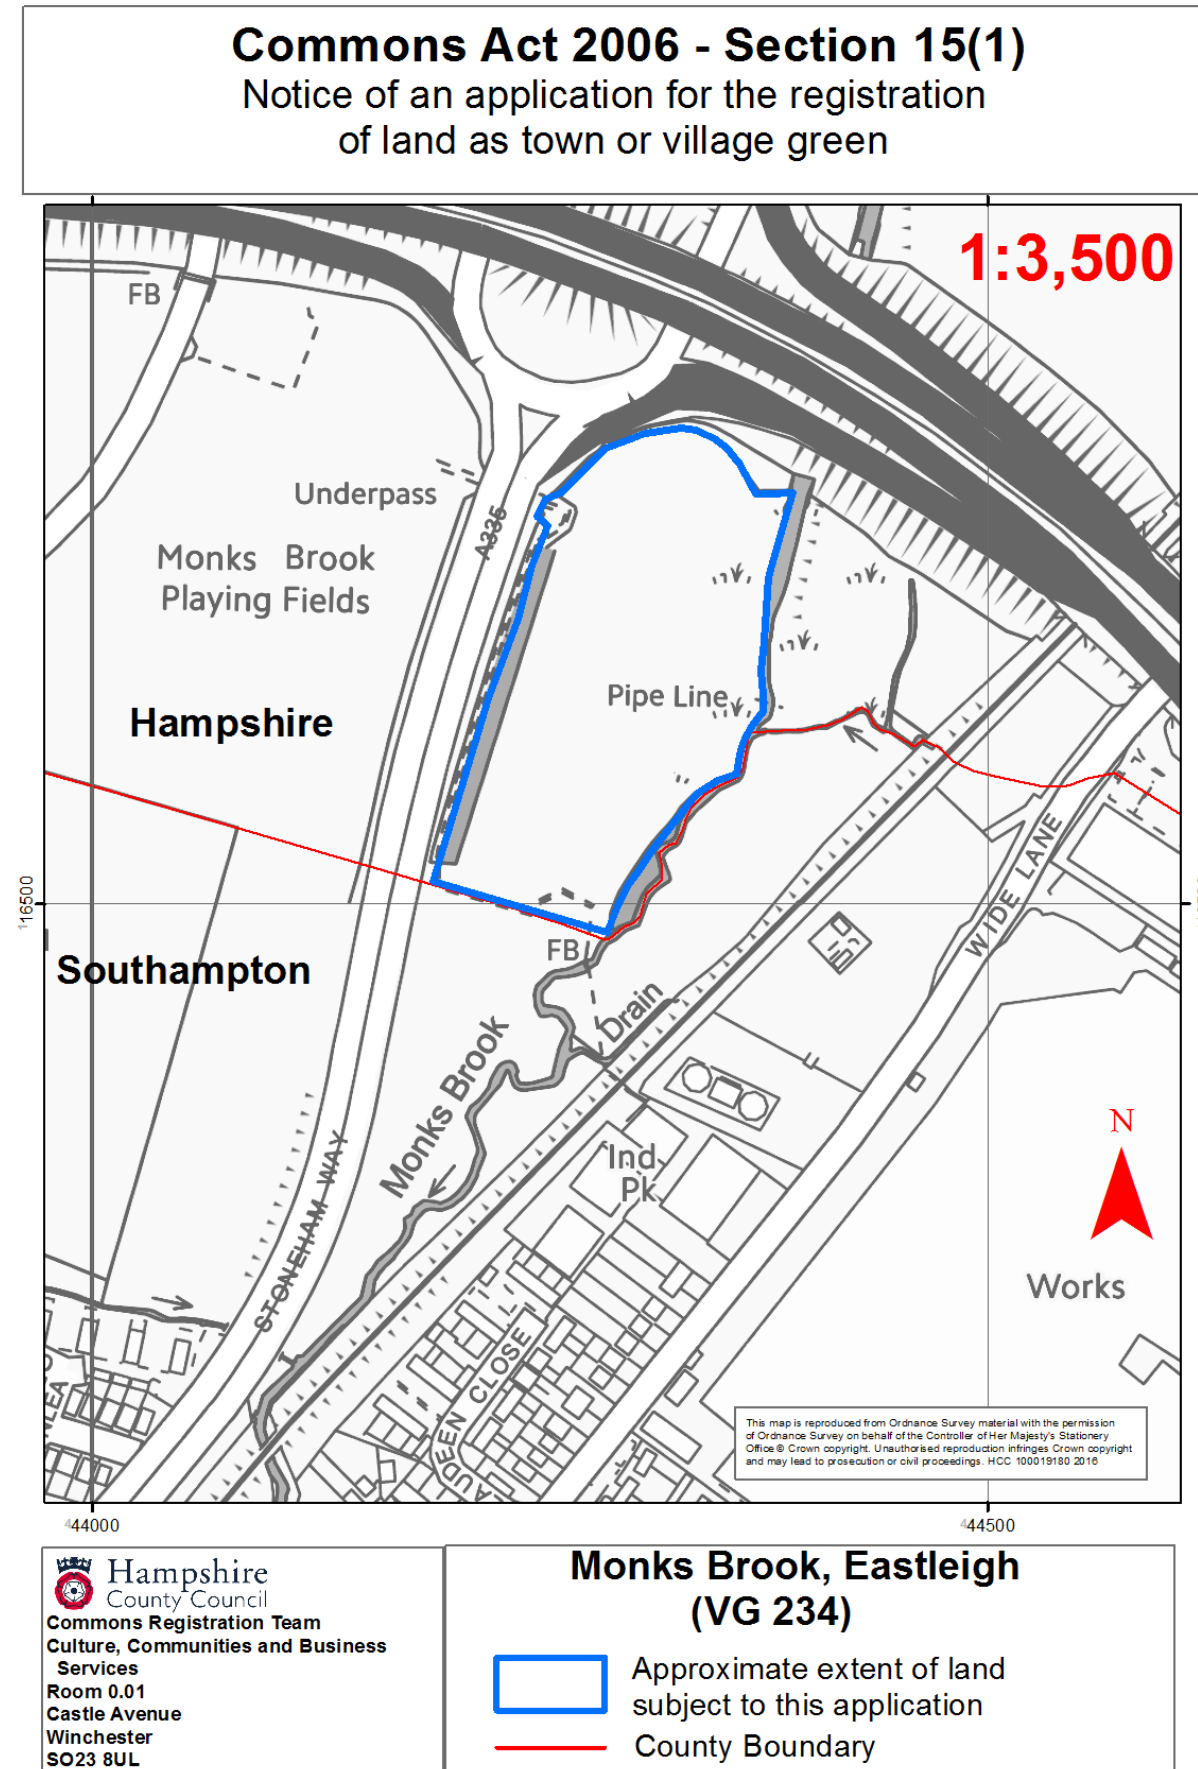 Commons Act 2006 - Section 15(1)
Notice of an application for the registration
of land as town or village green
1:3,500
FB
Underpass
A335
Monks Brook
Playing Fields
Pipe Line
Hampshire
WIDE LANE
116500
Southampton
FB
Drain
Monks Brook
N
Ind
Pk
STONEHAM WAY
Works
CLOSE
This map is reproduced from Ordnance Survey material with the permission
of Ordnance Survey on behalf of the Controller of Her Majesty's Stationery
Office © Crown copyright. Unauthorised reproduction infringes Crown copyright
and may lead to prosecution or civil proceedings. HCC 100019180 2016
444000
444500
Hampshire
County Council
Commons Registration Team
Culture, Communities and Business
Services
Room 0.01
Castle Avenue
Winchester
SO23 8UL
Monks Brook, Eastleigh
(VG 234)
Approximate extent of land
subject to this application
County Boundary